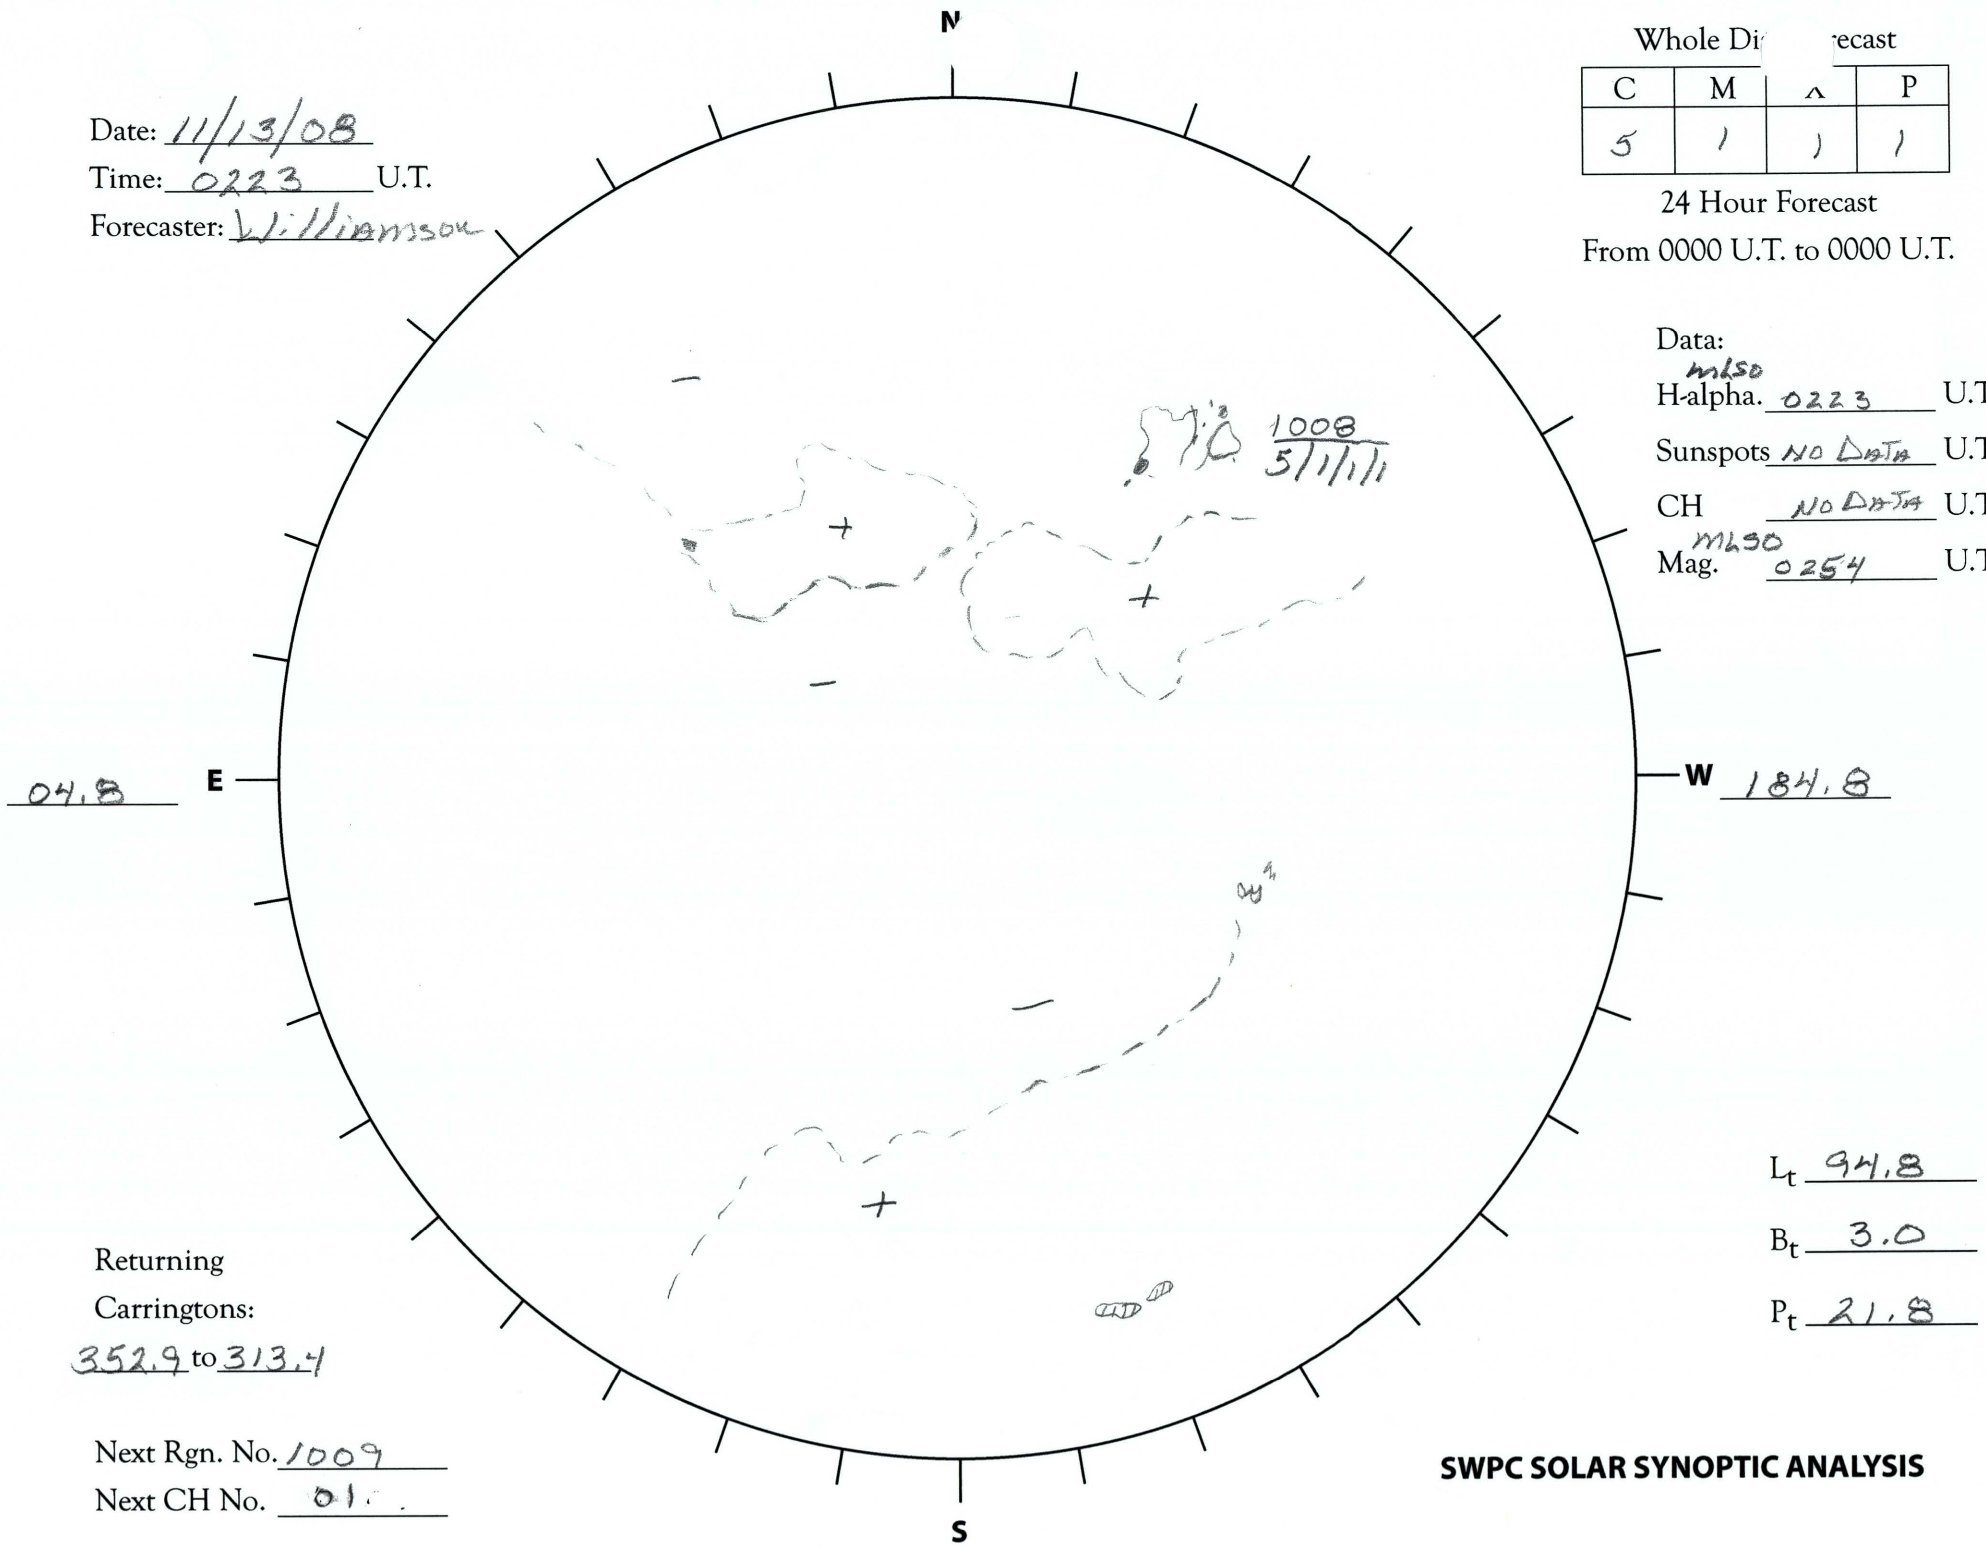 N
Whole Di recast
C M ^ P
5 1 1 1
24 Hour Forecast
From 0000 U.T. to 0000 U.T.
Date: 11/13/08
Time: 0223 U.T.
Forecaster: Williamson
Data:
MLSO
H-alpha. 0223 U.T
Sunspots NO DATA U.T
CH NO DATA U.T
MLSO
Mag. 0254 U.T
1008
5/1/1/1
−
+
+
−
04.8 E
W 184.8
−
+
Lt 94.8
Bt 3.0
Pt 21.8
Returning
Carringtons:
352.9 to 313.4
Next Rgn. No. 1009
Next CH No. 01.
SWPC SOLAR SYNOPTIC ANALYSIS
S